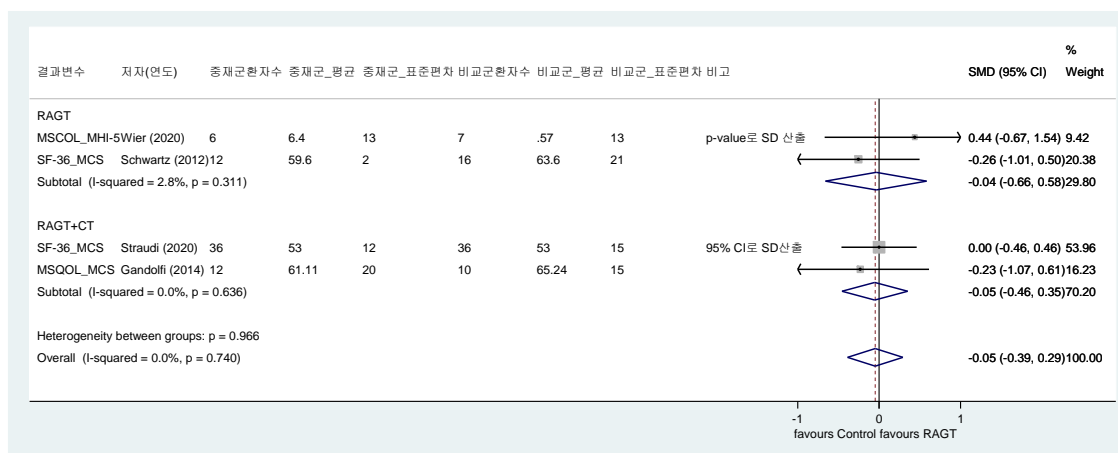 %
결과변수 저자(연도) 중재군환자수 중재군_평균 중재군_표준편차 비교군환자수 비교군_평균 비교군_표준편차 비고 SMD (95% CI) Weight
RAGT
MSCOL_MHI-5 Wier (2020) 6 6.4 13 7 .57 13 p-value로 SD 산출 0.44 (-0.67, 1.54) 9.42
SF-36_MCS Schwartz (2012) 12 59.6 2 16 63.6 21 -0.26 (-1.01, 0.50) 20.38
Subtotal (I-squared = 2.8%, p = 0.311) -0.04 (-0.66, 0.58) 29.80
RAGT+CT
SF-36_MCS Straudi (2020) 36 53 12 36 53 15 95% CI로 SD산출 0.00 (-0.46, 0.46) 53.96
MSQOL_MCS Gandolfi (2014) 12 61.11 20 10 65.24 15 -0.23 (-1.07, 0.61) 16.23
Subtotal (I-squared = 0.0%, p = 0.636) -0.05 (-0.46, 0.35) 70.20
Heterogeneity between groups: p = 0.966
Overall (I-squared = 0.0%, p = 0.740) -0.05 (-0.39, 0.29) 100.00
-1 0 1
favours Control favours RAGT